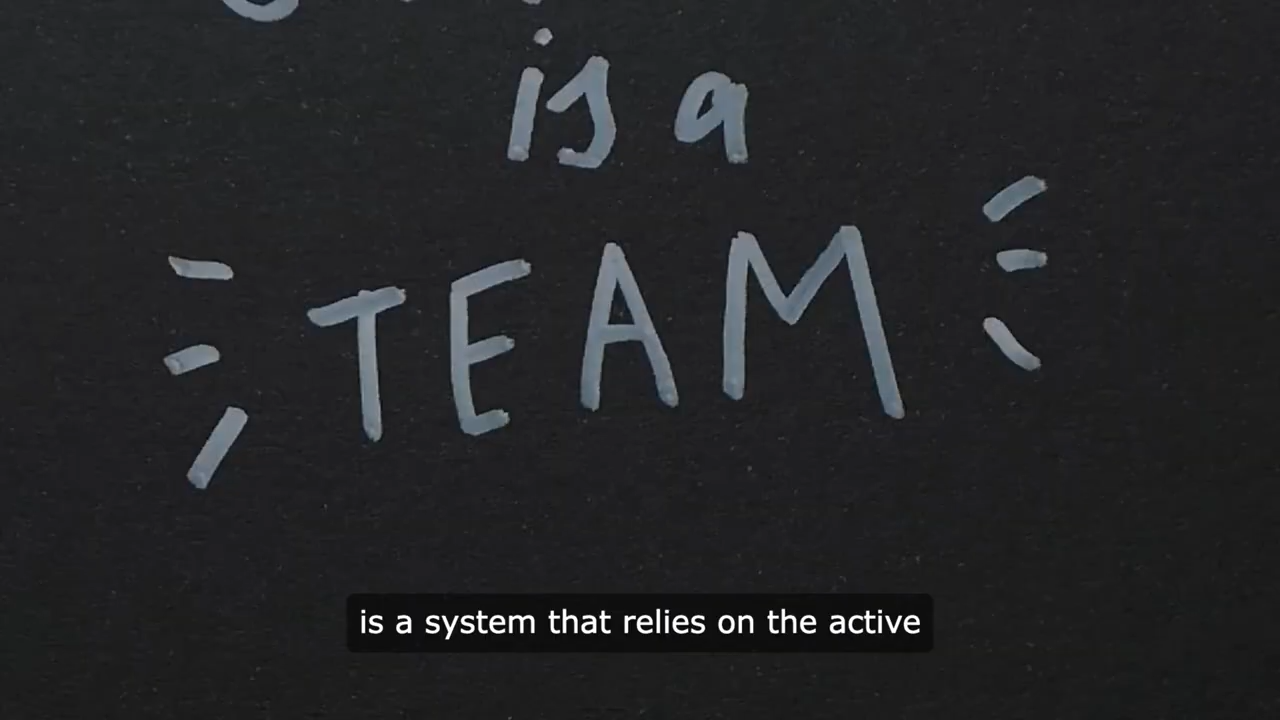 is a
TEAM
is a system that relies on the active